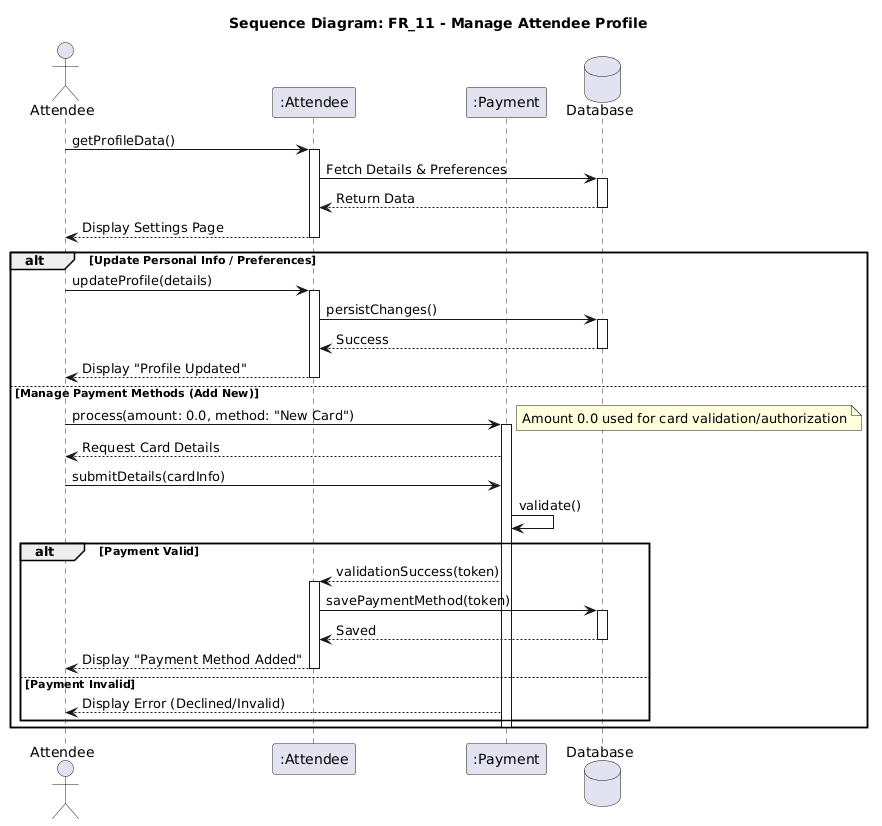 Sequence Diagram: FR_11 - Manage Attendee Profile
Attendee
:Attendee
:Payment
Database
getProfileData()
Fetch Details & Preferences
Return Data
Display Settings Page
alt
[Update Personal Info / Preferences]
updateProfile(details)
persistChanges()
Success
Display "Profile Updated"
[Manage Payment Methods (Add New)]
process(amount: 0.0, method: "New Card")
Amount 0.0 used for card validation/authorization
Request Card Details
submitDetails(cardInfo)
validate()
alt
[Payment Valid]
validationSuccess(token)
savePaymentMethod(token)
Saved
Display "Payment Method Added"
[Payment Invalid]
Display Error (Declined/Invalid)
Attendee
:Attendee
:Payment
Database